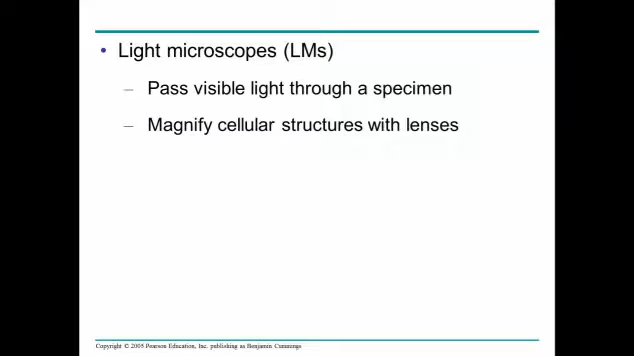 • Light microscopes (LMs)
– Pass visible light through a specimen
– Magnify cellular structures with lenses
Copyright © 2005 Pearson Education, Inc. publishing as Benjamin Cummings